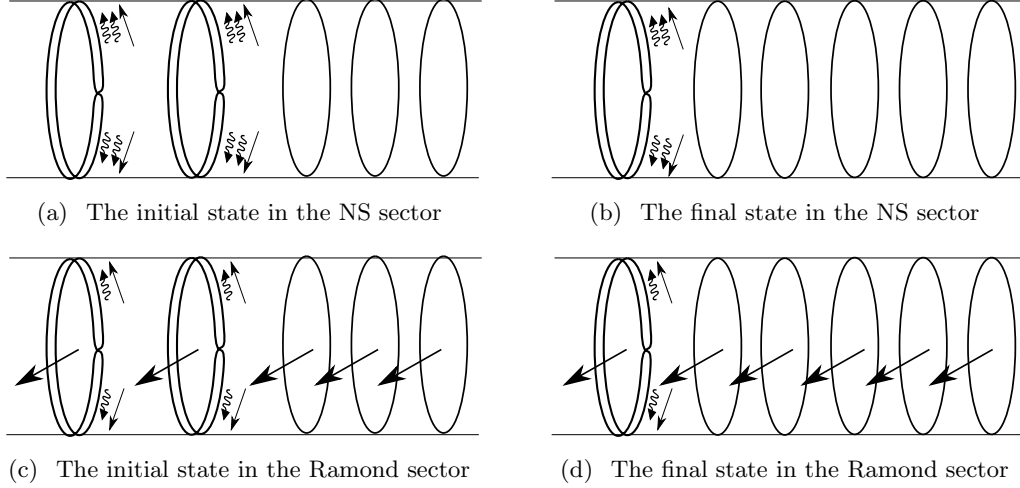 (a) The initial state in the NS sector
(b) The final state in the NS sector
(c) The initial state in the Ramond sector
(d) The final state in the Ramond sector